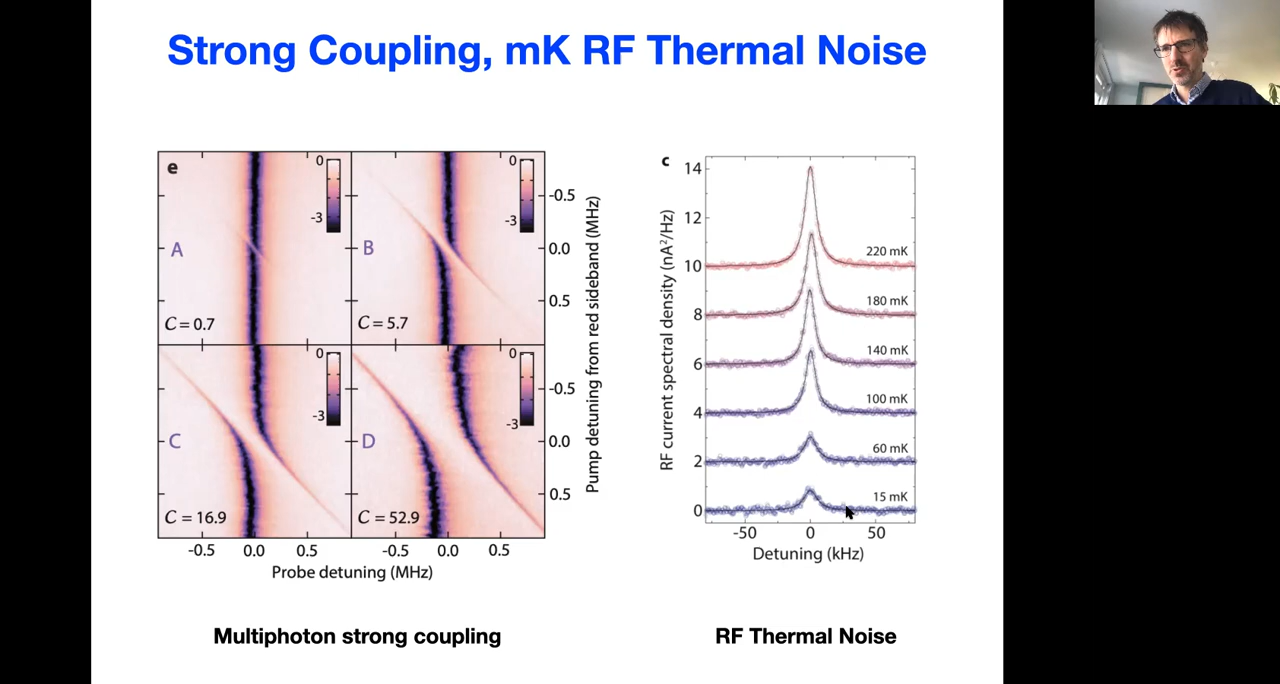 Strong Coupling, mK RF Thermal Noise
e
0
-3
A
C = 0.7
0
-3
B
C = 5.7
0
-3
C
C = 16.9
0
-3
D
C = 52.9
-0.5
0.0
0.5
-0.5
0.0
0.5
Pump detuning from red sideband (MHz)
-0.5 0.0 0.5 -0.5 0.0 0.5
Probe detuning (MHz)
Multiphoton strong coupling
c
14
12
10
8
6
4
2
0
RF current spectral density (nA²/Hz)
220 mK
180 mK
140 mK
100 mK
60 mK
15 mK
-50 0 50
Detuning (kHz)
RF Thermal Noise